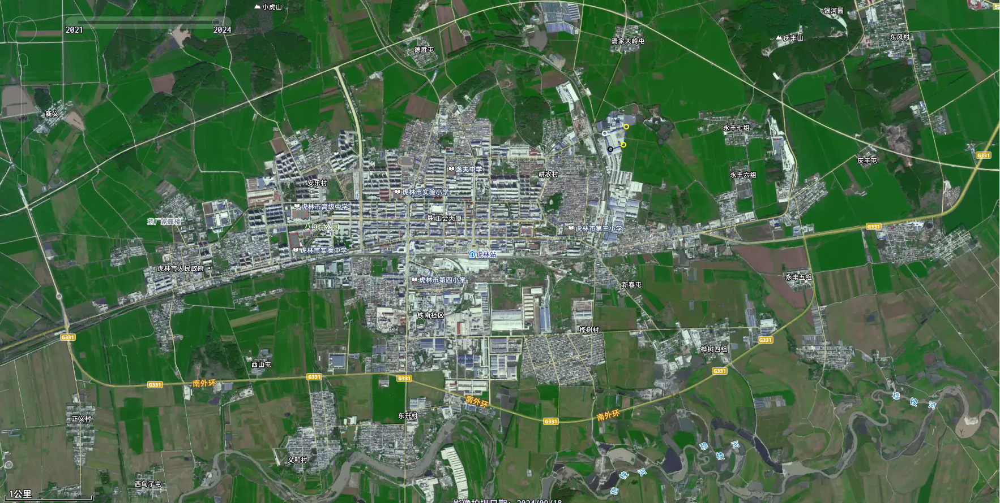 小虎山
银河园
2021
2024
东风村
庆丰山
焉家大岭屯
德胜屯
新义
永丰七组
G331
庆丰屯
逸夫中学
耕农村
永丰六组
安乐村
虎林市实验小学
虎林市高级中学
工会大厦
药厂家属楼
知青公园
虎林市第三小学
G331
虎林市实验中学
虎林站
虎林市人民政府
永丰五组
虎林市第四小学
新春屯
铁南社区
桦树村
G331
G331
桦树四组
西山屯
G331
G331
G331
G331
南外环
穆棱河
南外环
东升村
正义村
南外环
G331
穆棱河
义和村
穆棱河
西甸子屯
1公里
影像拍摄日期：2024/09/18